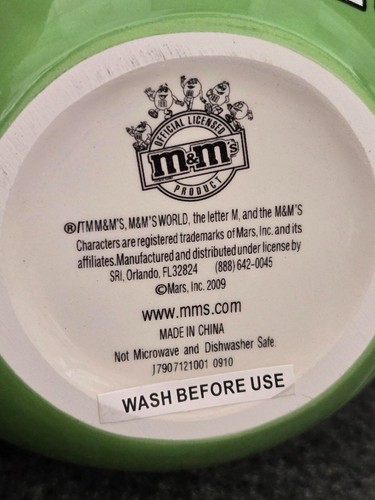 OFFICIAL LICENSED
m&m's
PRODUCT
®/TM M&M'S, M&M'S WORLD, the letter M, and the M&M'S
Characters are registered trademarks of Mars, Inc. and its
affiliates. Manufactured and distributed under license by
SRI, Orlando, FL 32824 (888) 642-0045
©Mars, Inc. 2009
www.mms.com
MADE IN CHINA
Not Microwave and Dishwasher Safe
J7907121001 0910
WASH BEFORE USE